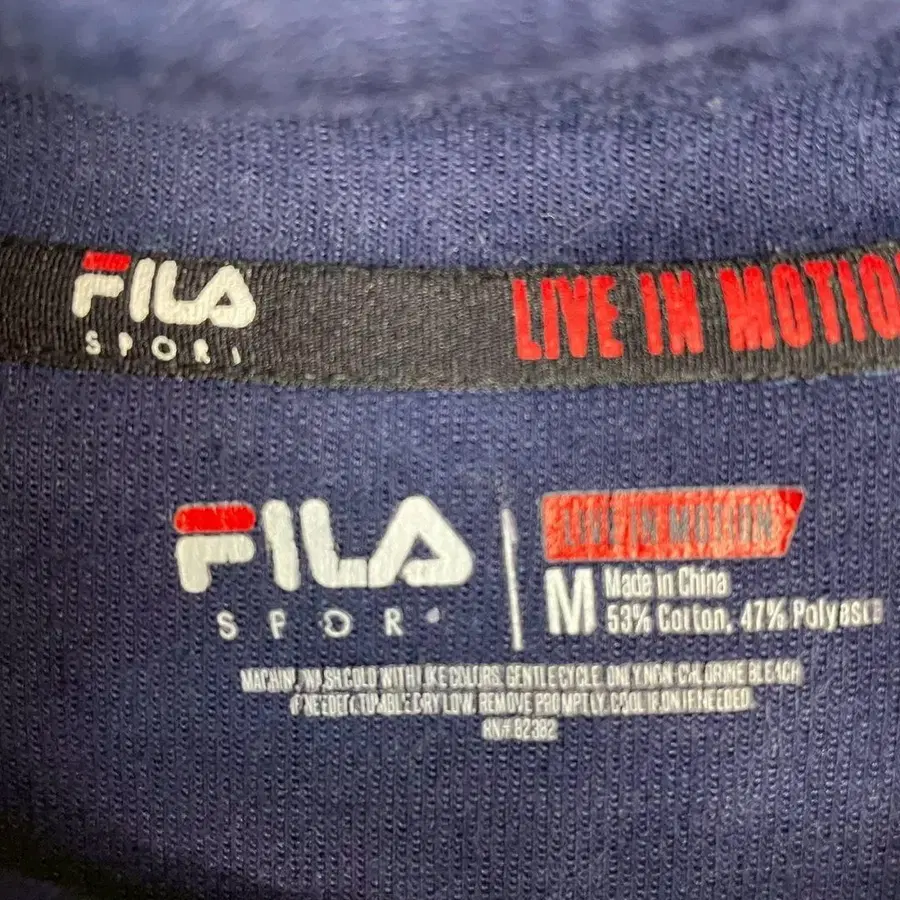 FILA
SPORT
LIVE IN MOTIO
FILA
SPOR
LIVE IN MOTION
M
Made in China
53% Cotton, 47% Polyester
MACHINE WASH COLD WITH LIKE COLORS. GENTLE CYCLE. ONLY NON-CHLORINE BLEACH
IF NEEDED. TUMBLE DRY LOW. REMOVE PROMPTLY. COOL IRON IF NEEDED.
RN# 82382